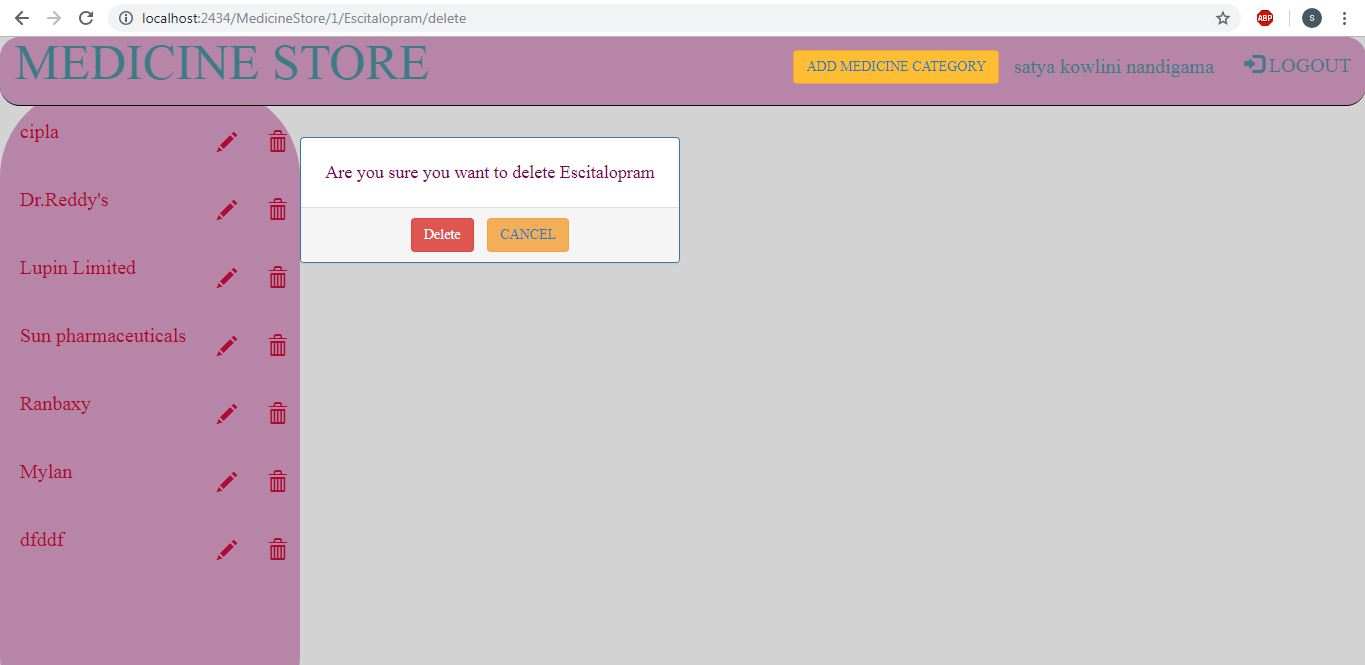 localhost:2434/MedicineStore/1/Escitalopram/delete
ABP
S
MEDICINE STORE
ADD MEDICINE CATEGORY
satya kowlini nandigama
LOGOUT
cipla
Dr.Reddy's
Lupin Limited
Sun pharmaceuticals
Ranbaxy
Mylan
dfddf
Are you sure you want to delete Escitalopram
Delete
CANCEL